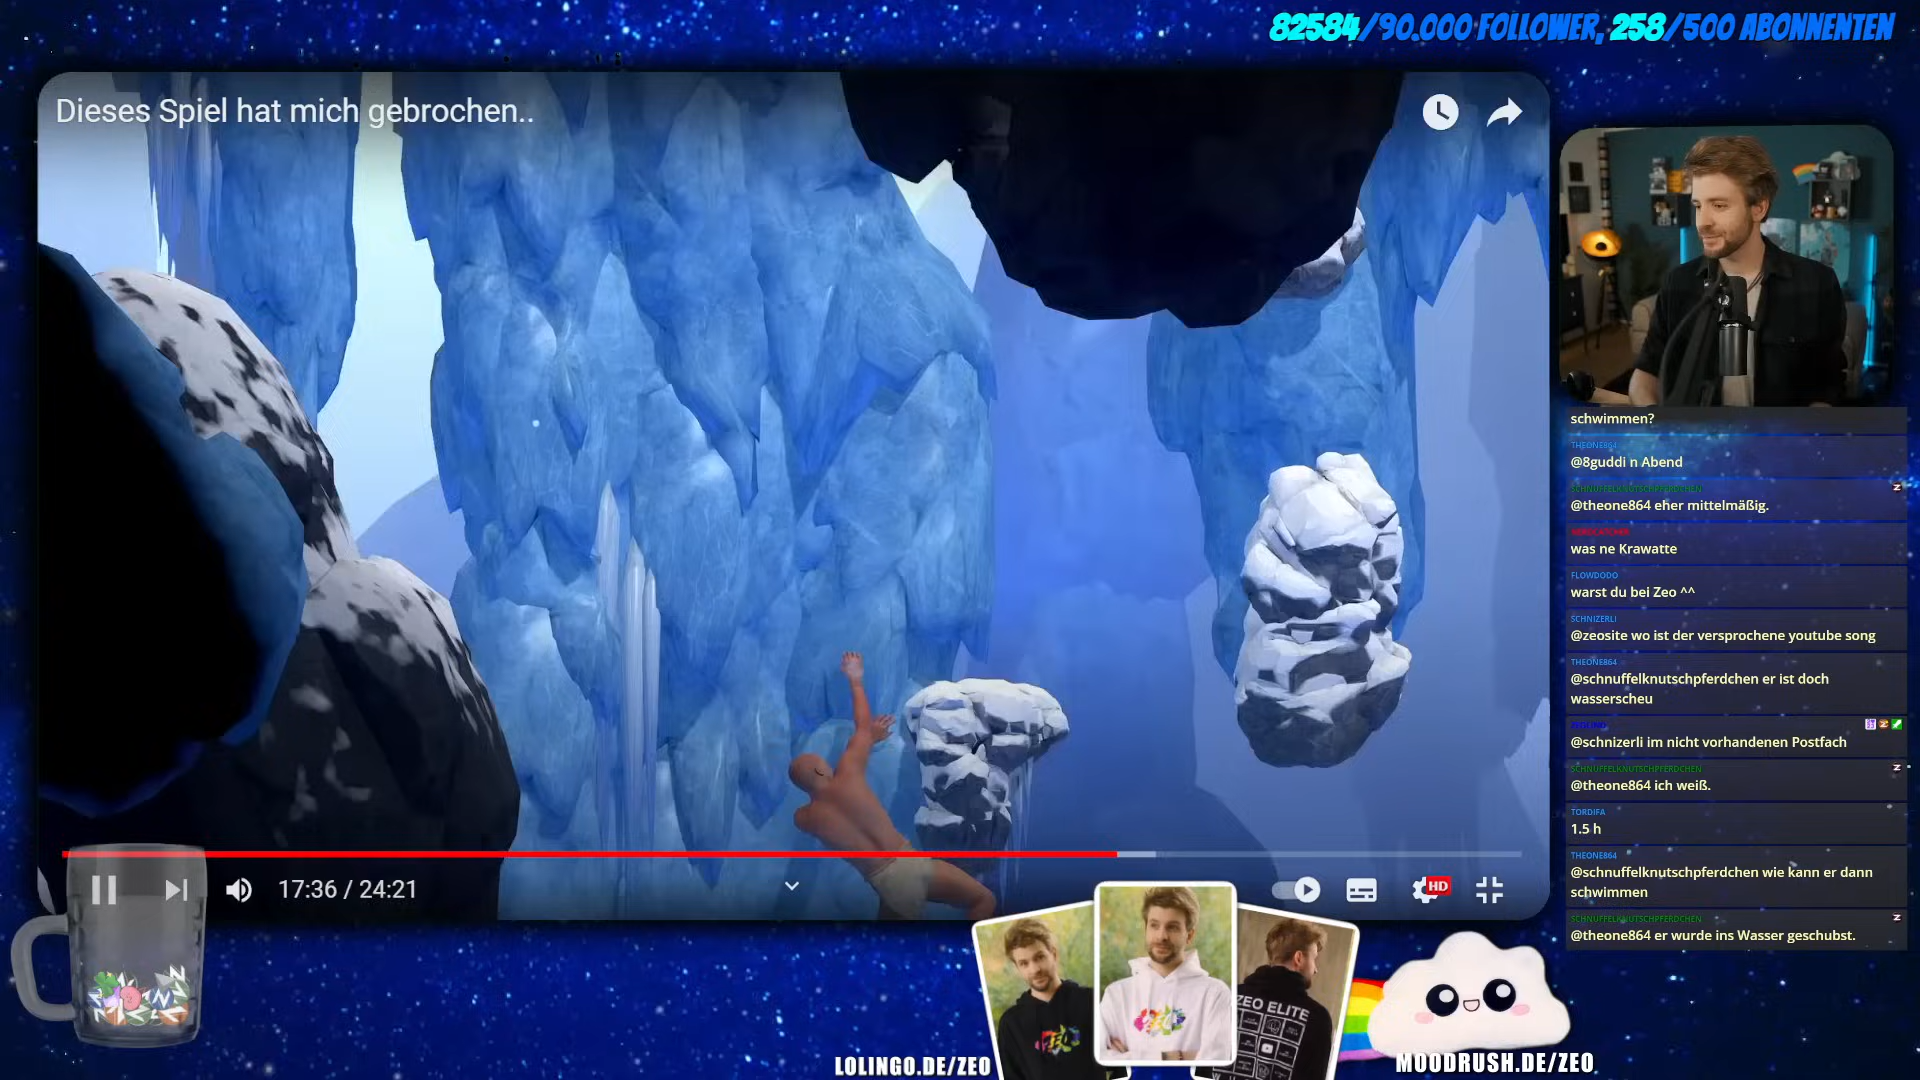 82584/90.000 FOLLOWER, 258/500 ABONNENTEN
Dieses Spiel hat mich gebrochen..
schwimmen?
THEONE864
@8guddi n Abend
SCHNUFFELKNUTSCHPFERDCHEN
@theone864 eher mittelmäßig.
was ne Krawatte
FLOWDODO
warst du bei Zeo ^^
SCHNIZERLI
@zeosite wo ist der versprochene youtube song
THEONE864
@schnuffelknutschpferdchen er ist doch
wasserscheu
@schnizerli im nicht vorhandenen Postfach
SCHNUFFELKNUTSCHPFERDCHEN
@theone864 ich weiß.
TORDIFA
1.5 h
THEONE864
@schnuffelknutschpferdchen wie kann er dann
schwimmen
SCHNUFFELKNUTSCHPFERDCHEN
@theone864 er wurde ins Wasser geschubst.
17:36 / 24:21
HD
ZEO ELITE
LOLINGO.DE/ZEO
MOODRUSH.DE/ZEO